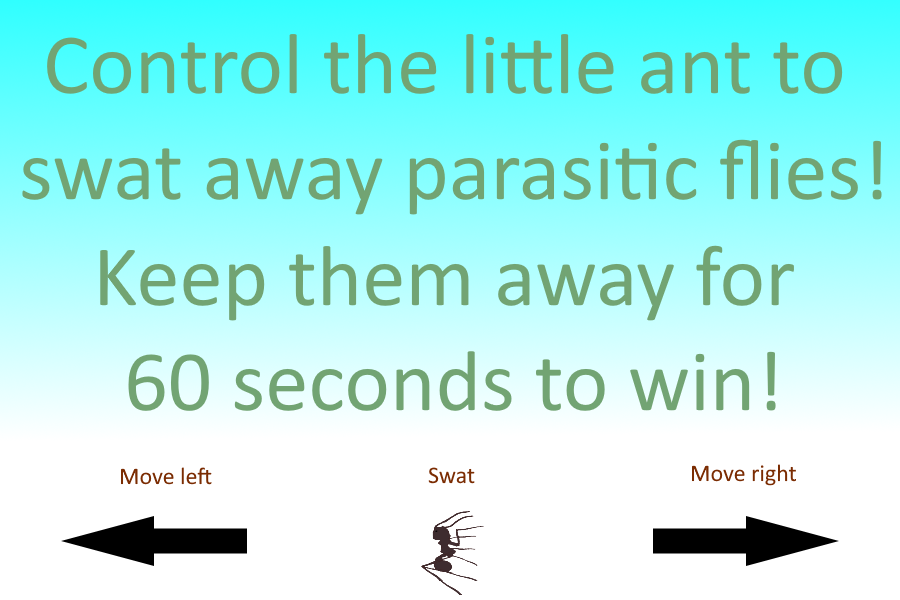 Control the little ant to
swat away parasitic flies!
Keep them away for
60 seconds to win!
Move left
Swat
Move right